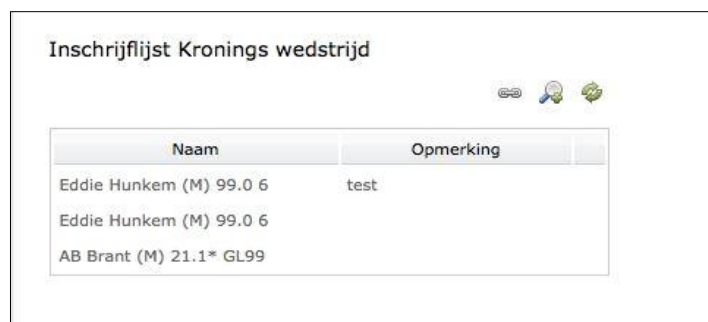 Inschrijflijst Kronings wedstrijd
Naam Opmerking
Eddie Hunkem (M) 99.0 6 test
Eddie Hunkem (M) 99.0 6
AB Brant (M) 21.1* GL99